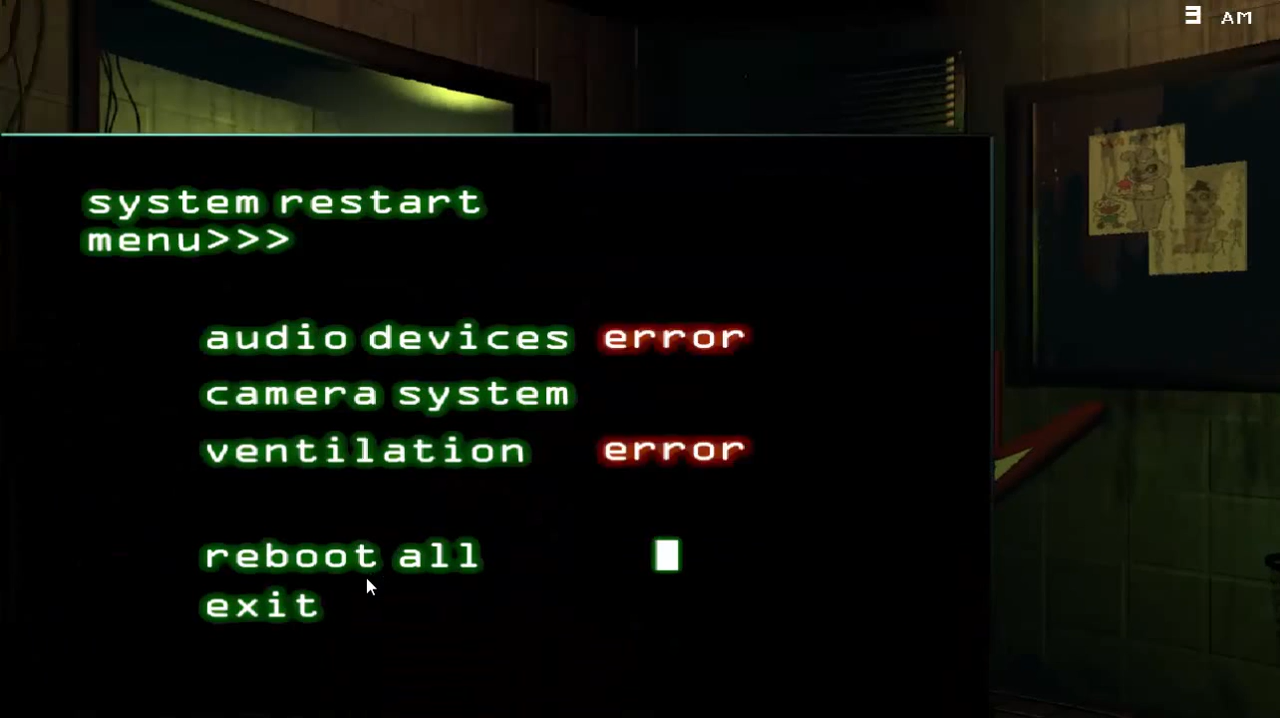 3 AM
system restart
menu>>>
audio devices error
camera system
ventilation error
reboot all
exit